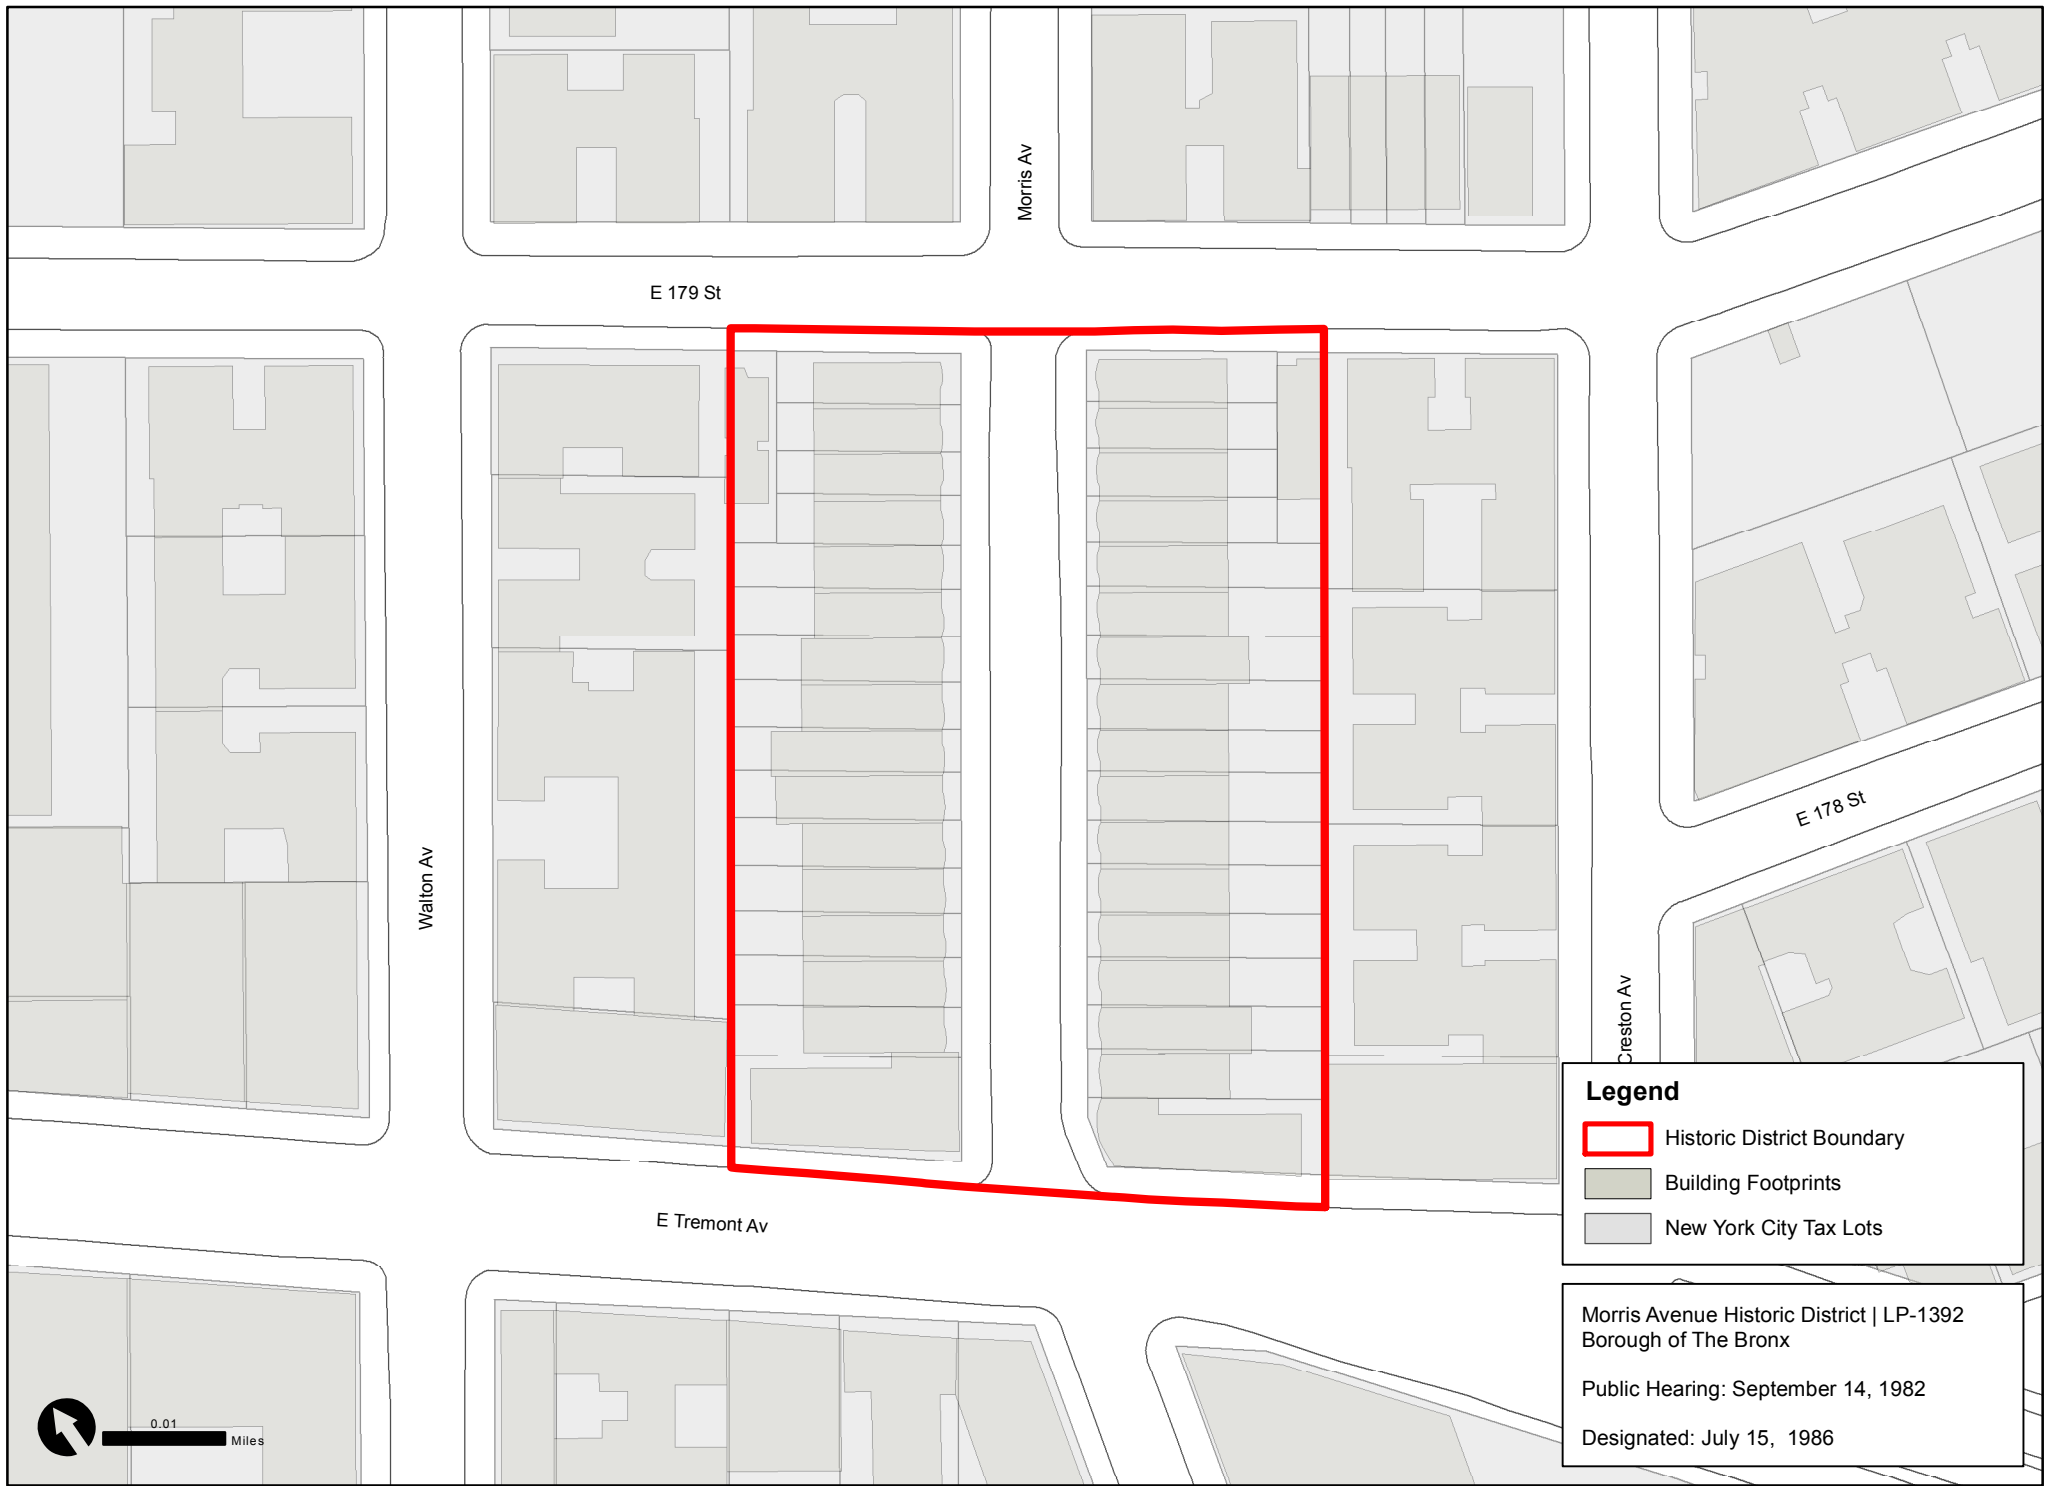 Morris Av
E 179 St
E 178 St
Walton Av
Creston Av
E Tremont Av
Legend
Historic District Boundary
Building Footprints
New York City Tax Lots
Morris Avenue Historic District | LP-1392
Borough of The Bronx
Public Hearing: September 14, 1982
Designated: July 15, 1986
0.01
Miles